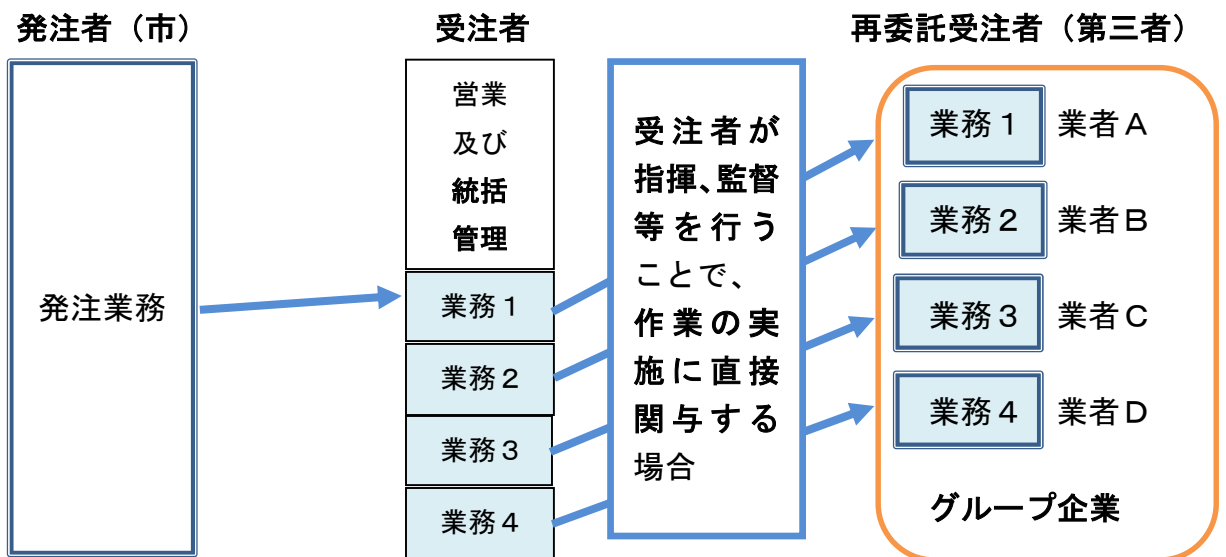 発注者（市）
受注者
再委託受注者（第三者）
発注業務
営業
及び
統括
管理
業務１
業務２
業務３
業務４
受注者が
指揮、監督
等を行う
ことで、
作業の実
施に直接
関与する
場合
業務１ 業者Ａ
業務２ 業者Ｂ
業務３ 業者Ｃ
業務４ 業者Ｄ
グループ企業